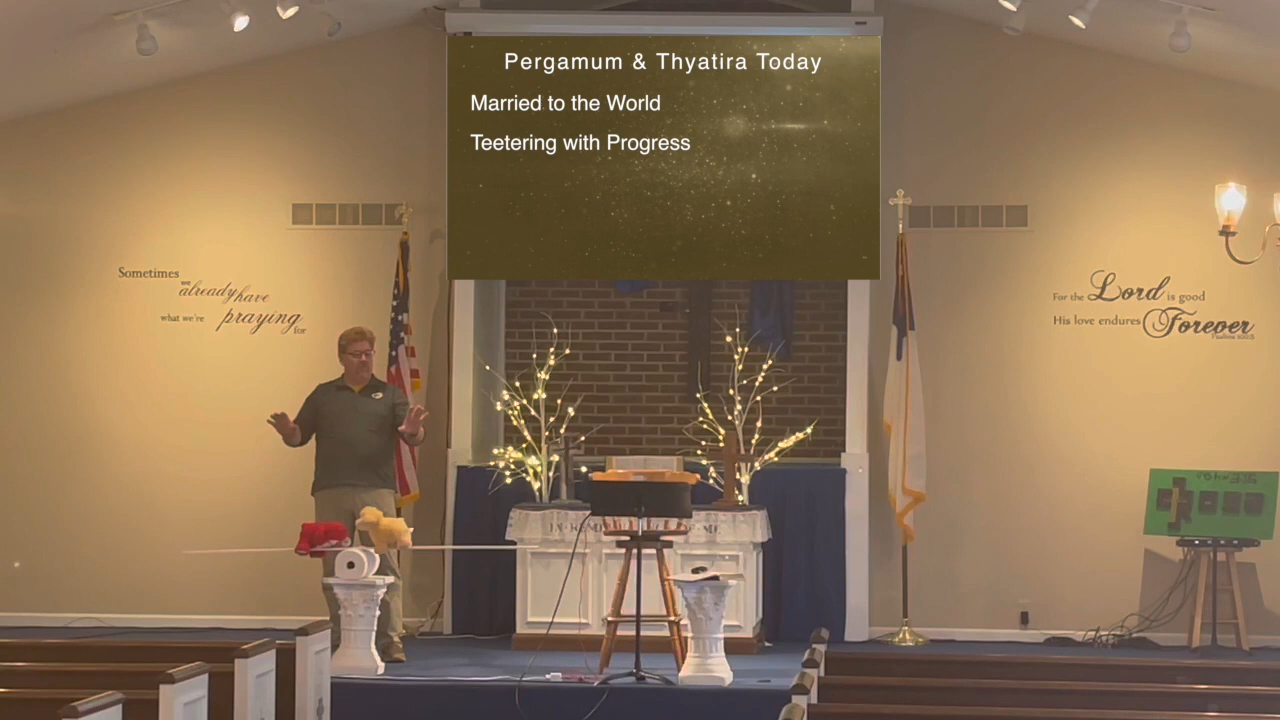 Pergamum & Thyatira Today
Married to the World
Teetering with Progress
Sometimes
we
already have
what we're praying
for
For the Lord is good
His love endures Forever